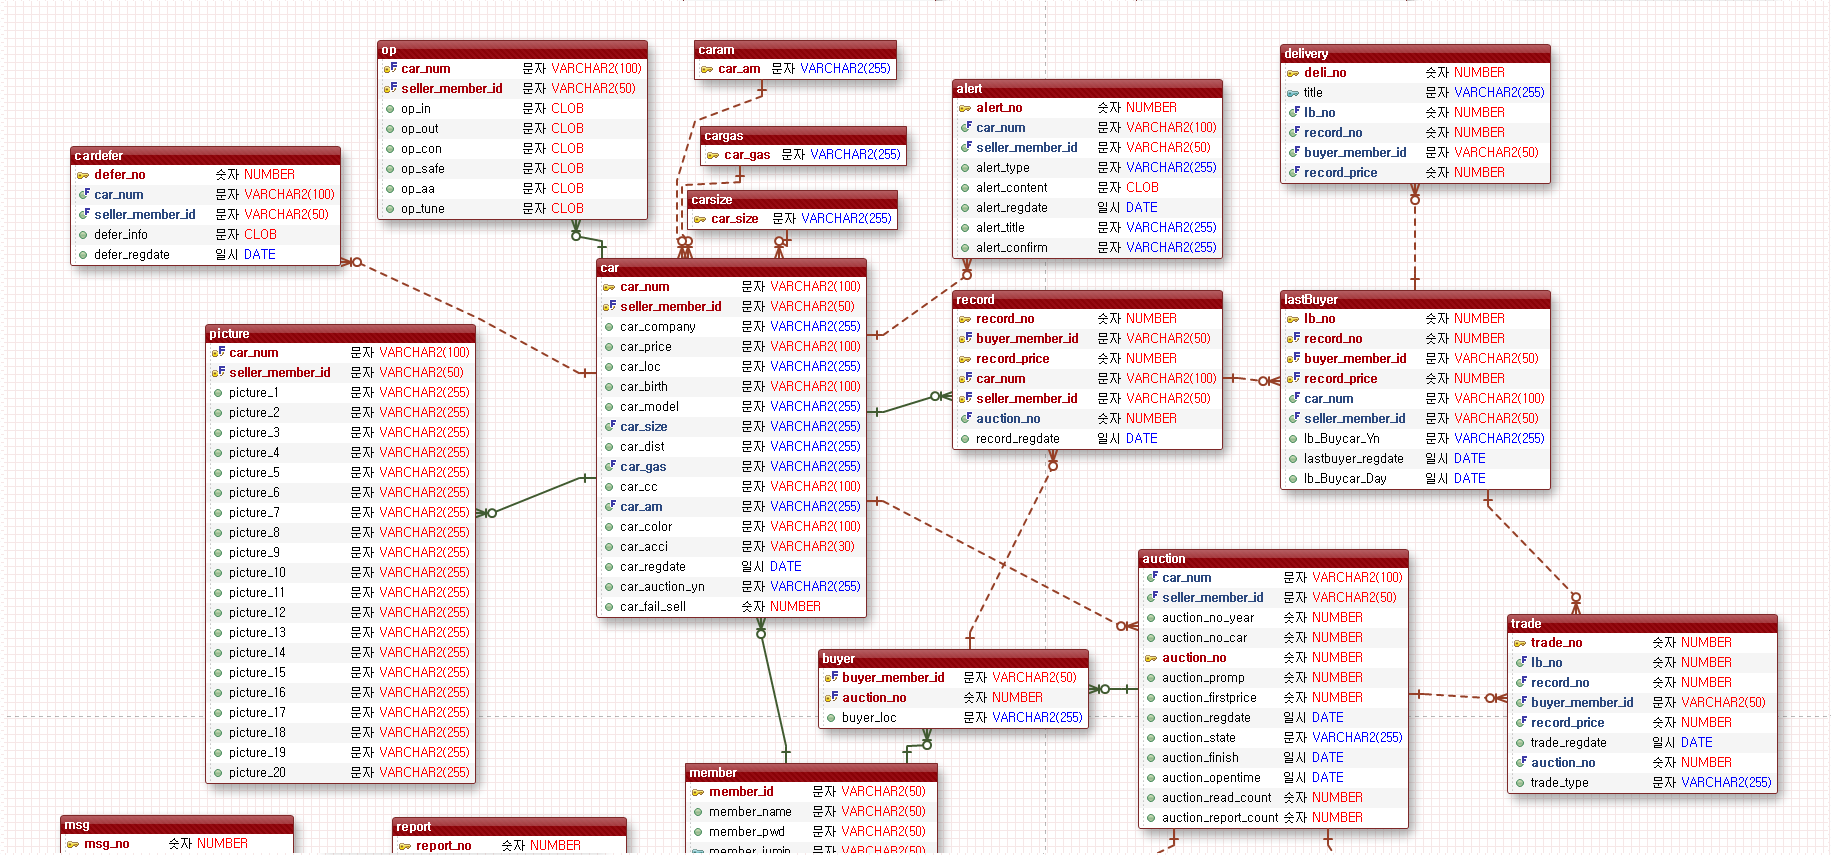 op
car_num 문자 VARCHAR2(100)
seller_member_id 문자 VARCHAR2(50)
op_in 문자 CLOB
op_out 문자 CLOB
op_con 문자 CLOB
op_safe 문자 CLOB
op_aa 문자 CLOB
op_tune 문자 CLOB
caram
car_am 문자 VARCHAR2(255)
cargas
car_gas 문자 VARCHAR2(255)
carsize
car_size 문자 VARCHAR2(255)
alert
alert_no 숫자 NUMBER
car_num 문자 VARCHAR2(100)
seller_member_id 문자 VARCHAR2(50)
alert_type 문자 VARCHAR2(255)
alert_content 문자 CLOB
alert_regdate 일시 DATE
alert_title 문자 VARCHAR2(255)
alert_confirm 문자 VARCHAR2(255)
delivery
deli_no 숫자 NUMBER
title 문자 VARCHAR2(255)
lb_no 숫자 NUMBER
record_no 숫자 NUMBER
buyer_member_id 문자 VARCHAR2(50)
record_price 숫자 NUMBER
cardefer
defer_no 숫자 NUMBER
car_num 문자 VARCHAR2(100)
seller_member_id 문자 VARCHAR2(50)
defer_info 문자 CLOB
defer_regdate 일시 DATE
car
car_num 문자 VARCHAR2(100)
seller_member_id 문자 VARCHAR2(50)
car_company 문자 VARCHAR2(255)
car_price 문자 VARCHAR2(100)
car_loc 문자 VARCHAR2(255)
car_birth 문자 VARCHAR2(100)
car_model 문자 VARCHAR2(255)
car_size 문자 VARCHAR2(255)
car_dist 문자 VARCHAR2(255)
car_gas 문자 VARCHAR2(255)
car_cc 문자 VARCHAR2(100)
car_am 문자 VARCHAR2(255)
car_color 문자 VARCHAR2(100)
car_acci 문자 VARCHAR2(30)
car_regdate 일시 DATE
car_auction_yn 문자 VARCHAR2(255)
car_fail_sell 숫자 NUMBER
record
record_no 숫자 NUMBER
buyer_member_id 문자 VARCHAR2(50)
record_price 숫자 NUMBER
car_num 문자 VARCHAR2(100)
seller_member_id 문자 VARCHAR2(50)
auction_no 숫자 NUMBER
record_regdate 일시 DATE
lastBuyer
lb_no 숫자 NUMBER
record_no 숫자 NUMBER
buyer_member_id 문자 VARCHAR2(50)
record_price 숫자 NUMBER
car_num 문자 VARCHAR2(100)
seller_member_id 문자 VARCHAR2(50)
lb_Buycar_Yn 문자 VARCHAR2(255)
lastbuyer_regdate 일시 DATE
lb_Buycar_Day 일시 DATE
picture
car_num 문자 VARCHAR2(100)
seller_member_id 문자 VARCHAR2(50)
picture_1 문자 VARCHAR2(255)
picture_2 문자 VARCHAR2(255)
picture_3 문자 VARCHAR2(255)
picture_4 문자 VARCHAR2(255)
picture_5 문자 VARCHAR2(255)
picture_6 문자 VARCHAR2(255)
picture_7 문자 VARCHAR2(255)
picture_8 문자 VARCHAR2(255)
picture_9 문자 VARCHAR2(255)
picture_10 문자 VARCHAR2(255)
picture_11 문자 VARCHAR2(255)
picture_12 문자 VARCHAR2(255)
picture_13 문자 VARCHAR2(255)
picture_14 문자 VARCHAR2(255)
picture_15 문자 VARCHAR2(255)
picture_16 문자 VARCHAR2(255)
picture_17 문자 VARCHAR2(255)
picture_18 문자 VARCHAR2(255)
picture_19 문자 VARCHAR2(255)
picture_20 문자 VARCHAR2(255)
auction
car_num 문자 VARCHAR2(100)
seller_member_id 문자 VARCHAR2(50)
auction_no_year 숫자 NUMBER
auction_no_car 숫자 NUMBER
auction_no 숫자 NUMBER
auction_promp 숫자 NUMBER
auction_firstprice 숫자 NUMBER
auction_regdate 일시 DATE
auction_state 문자 VARCHAR2(255)
auction_finish 일시 DATE
auction_opentime 일시 DATE
auction_read_count 숫자 NUMBER
auction_report_count 숫자 NUMBER
trade
trade_no 숫자 NUMBER
lb_no 숫자 NUMBER
record_no 숫자 NUMBER
buyer_member_id 문자 VARCHAR2(50)
record_price 숫자 NUMBER
trade_regdate 일시 DATE
auction_no 숫자 NUMBER
trade_type 문자 VARCHAR2(255)
buyer
buyer_member_id 문자 VARCHAR2(50)
auction_no 숫자 NUMBER
buyer_loc 문자 VARCHAR2(255)
member
member_id 문자 VARCHAR2(50)
member_name 문자 VARCHAR2(50)
member_pwd 문자 VARCHAR2(50)
문자 VARCHAR2(50)
msg
msg_no 숫자 NUMBER
report
report_no 숫자 NUMBER